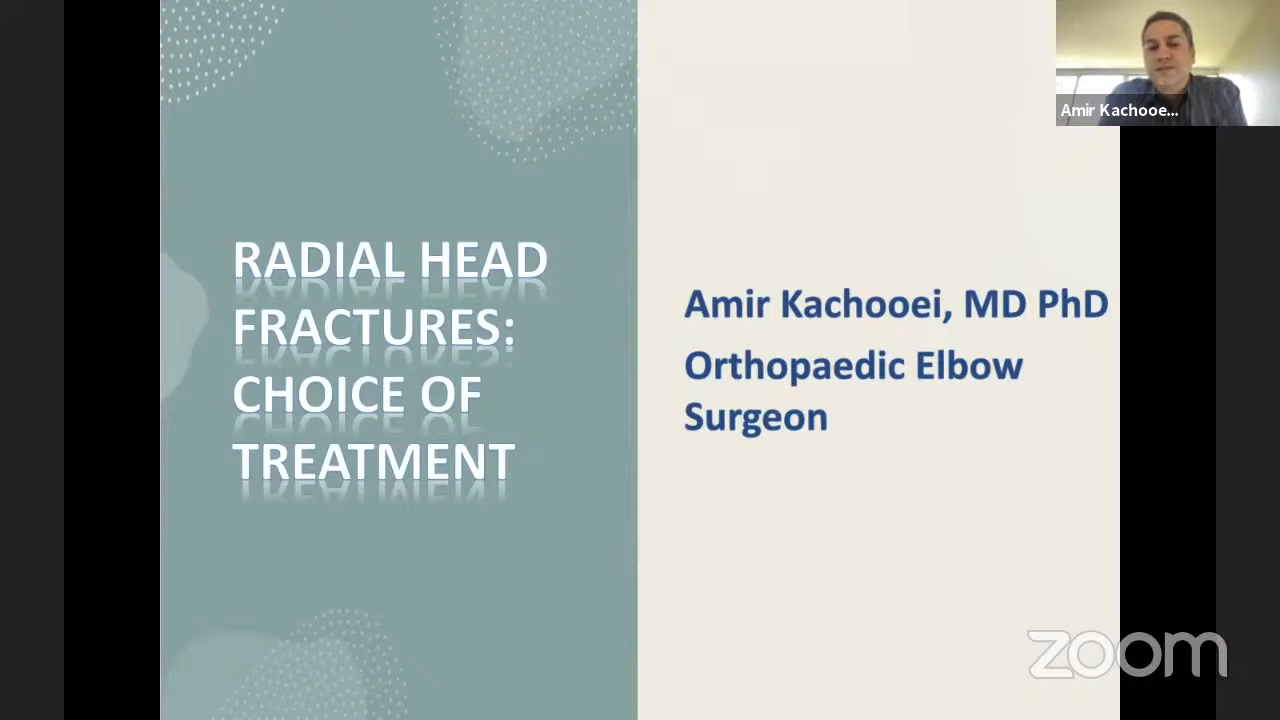 Amir Kachooe...
RADIAL HEAD
FRACTURES:
CHOICE OF
TREATMENT
Amir Kachooei, MD PhD
Orthopaedic Elbow
Surgeon
zoom